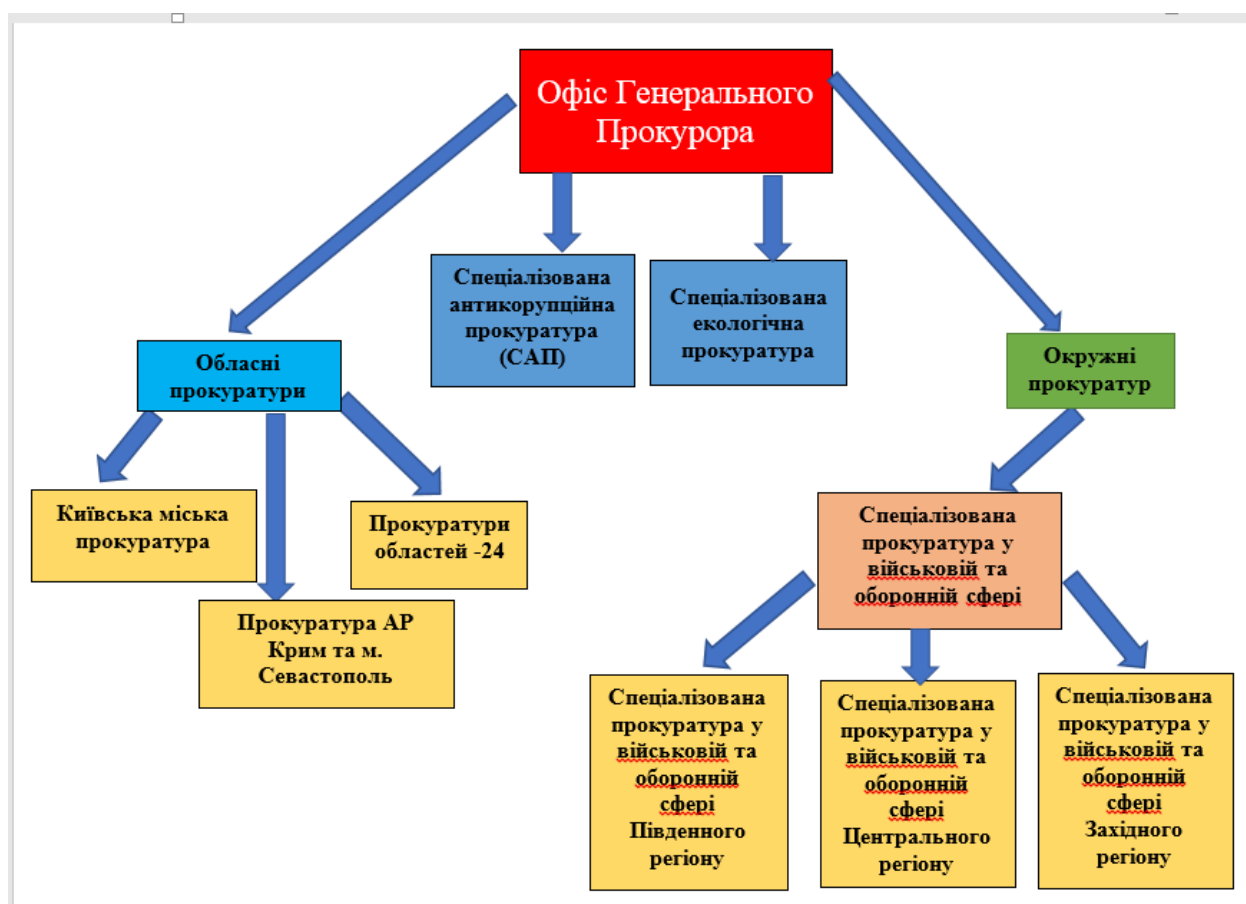 Офіс Генерального
Прокурора
Спеціалізована
антикорупційна
прокуратура
(САП)
Спеціалізована
екологічна
прокуратура
Обласні
прокуратури
Окружні
прокуратур
Київська міська
прокуратура
Прокуратури
областей -24
Прокуратура АР
Крим та м.
Севастополь
Спеціалізована
прокуратура у
військовій та
оборонній сфері
Спеціалізована
прокуратура у
військовій та
оборонній
сфері
Південного
регіону
Спеціалізована
прокуратура у
військовій та
оборонній
сфері
Центрального
регіону
Спеціалізована
прокуратура у
військовій та
оборонній
сфері
Західного
регіону